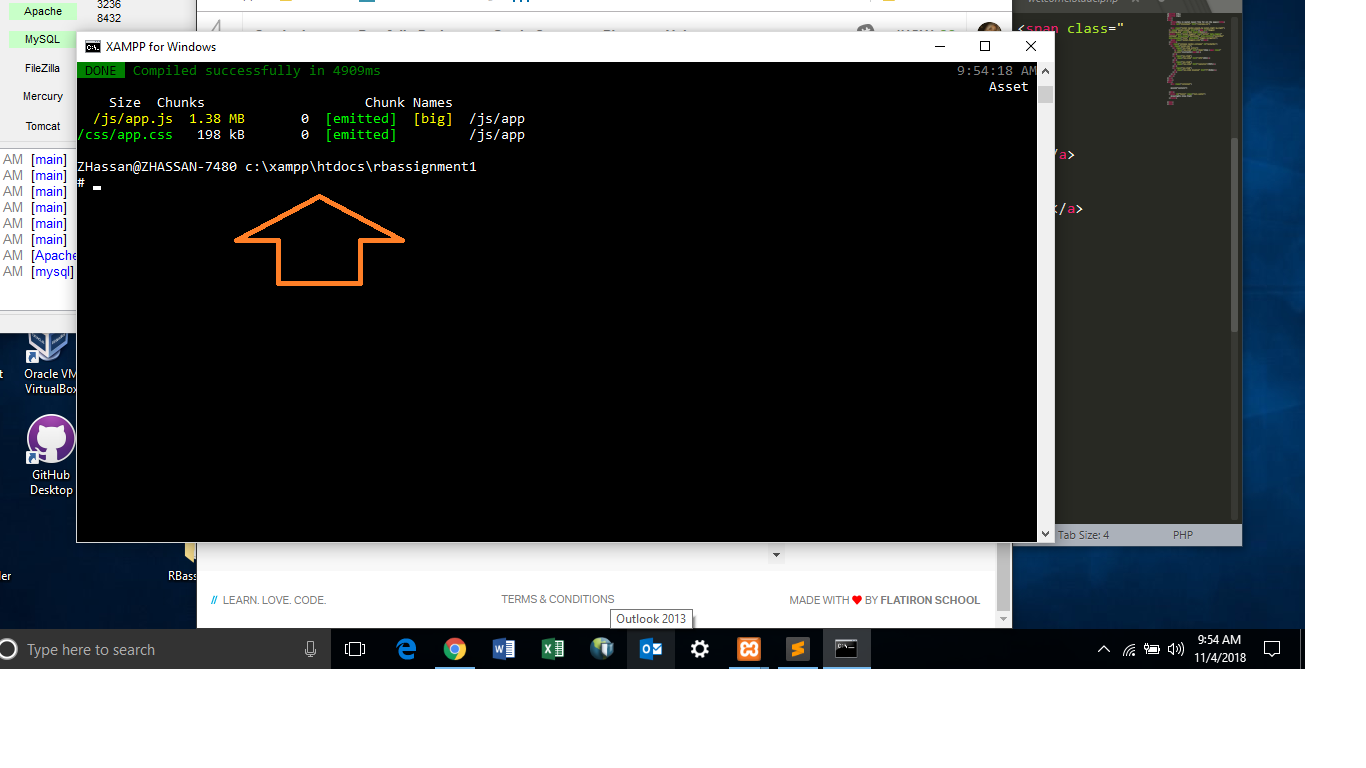 Apache
3236
8432
MySQL
FileZilla
Mercury
Tomcat
AM [main]
AM [main]
AM [main]
AM [main]
AM [main]
AM [main]
AM [Apache
AM [mysql]
<span class="
XAMPP for Windows
DONE Compiled successfully in 4909ms 9:54:18 AM
Asset
Size Chunks Chunk Names
/js/app.js 1.38 MB 0 [emitted] [big] /js/app
/css/app.css 198 kB 0 [emitted] /js/app
ZHassan@ZHASSAN-7480 c:\xampp\htdocs\rbassignment1
#
/a>
</a>
Tab Size: 4 PHP
Oracle VM
VirtualBox
GitHub
Desktop
RBass
// LEARN. LOVE. CODE. TERMS & CONDITIONS MADE WITH ❤ BY FLATIRON SCHOOL
Outlook 2013
Type here to search
9:54 AM
11/4/2018